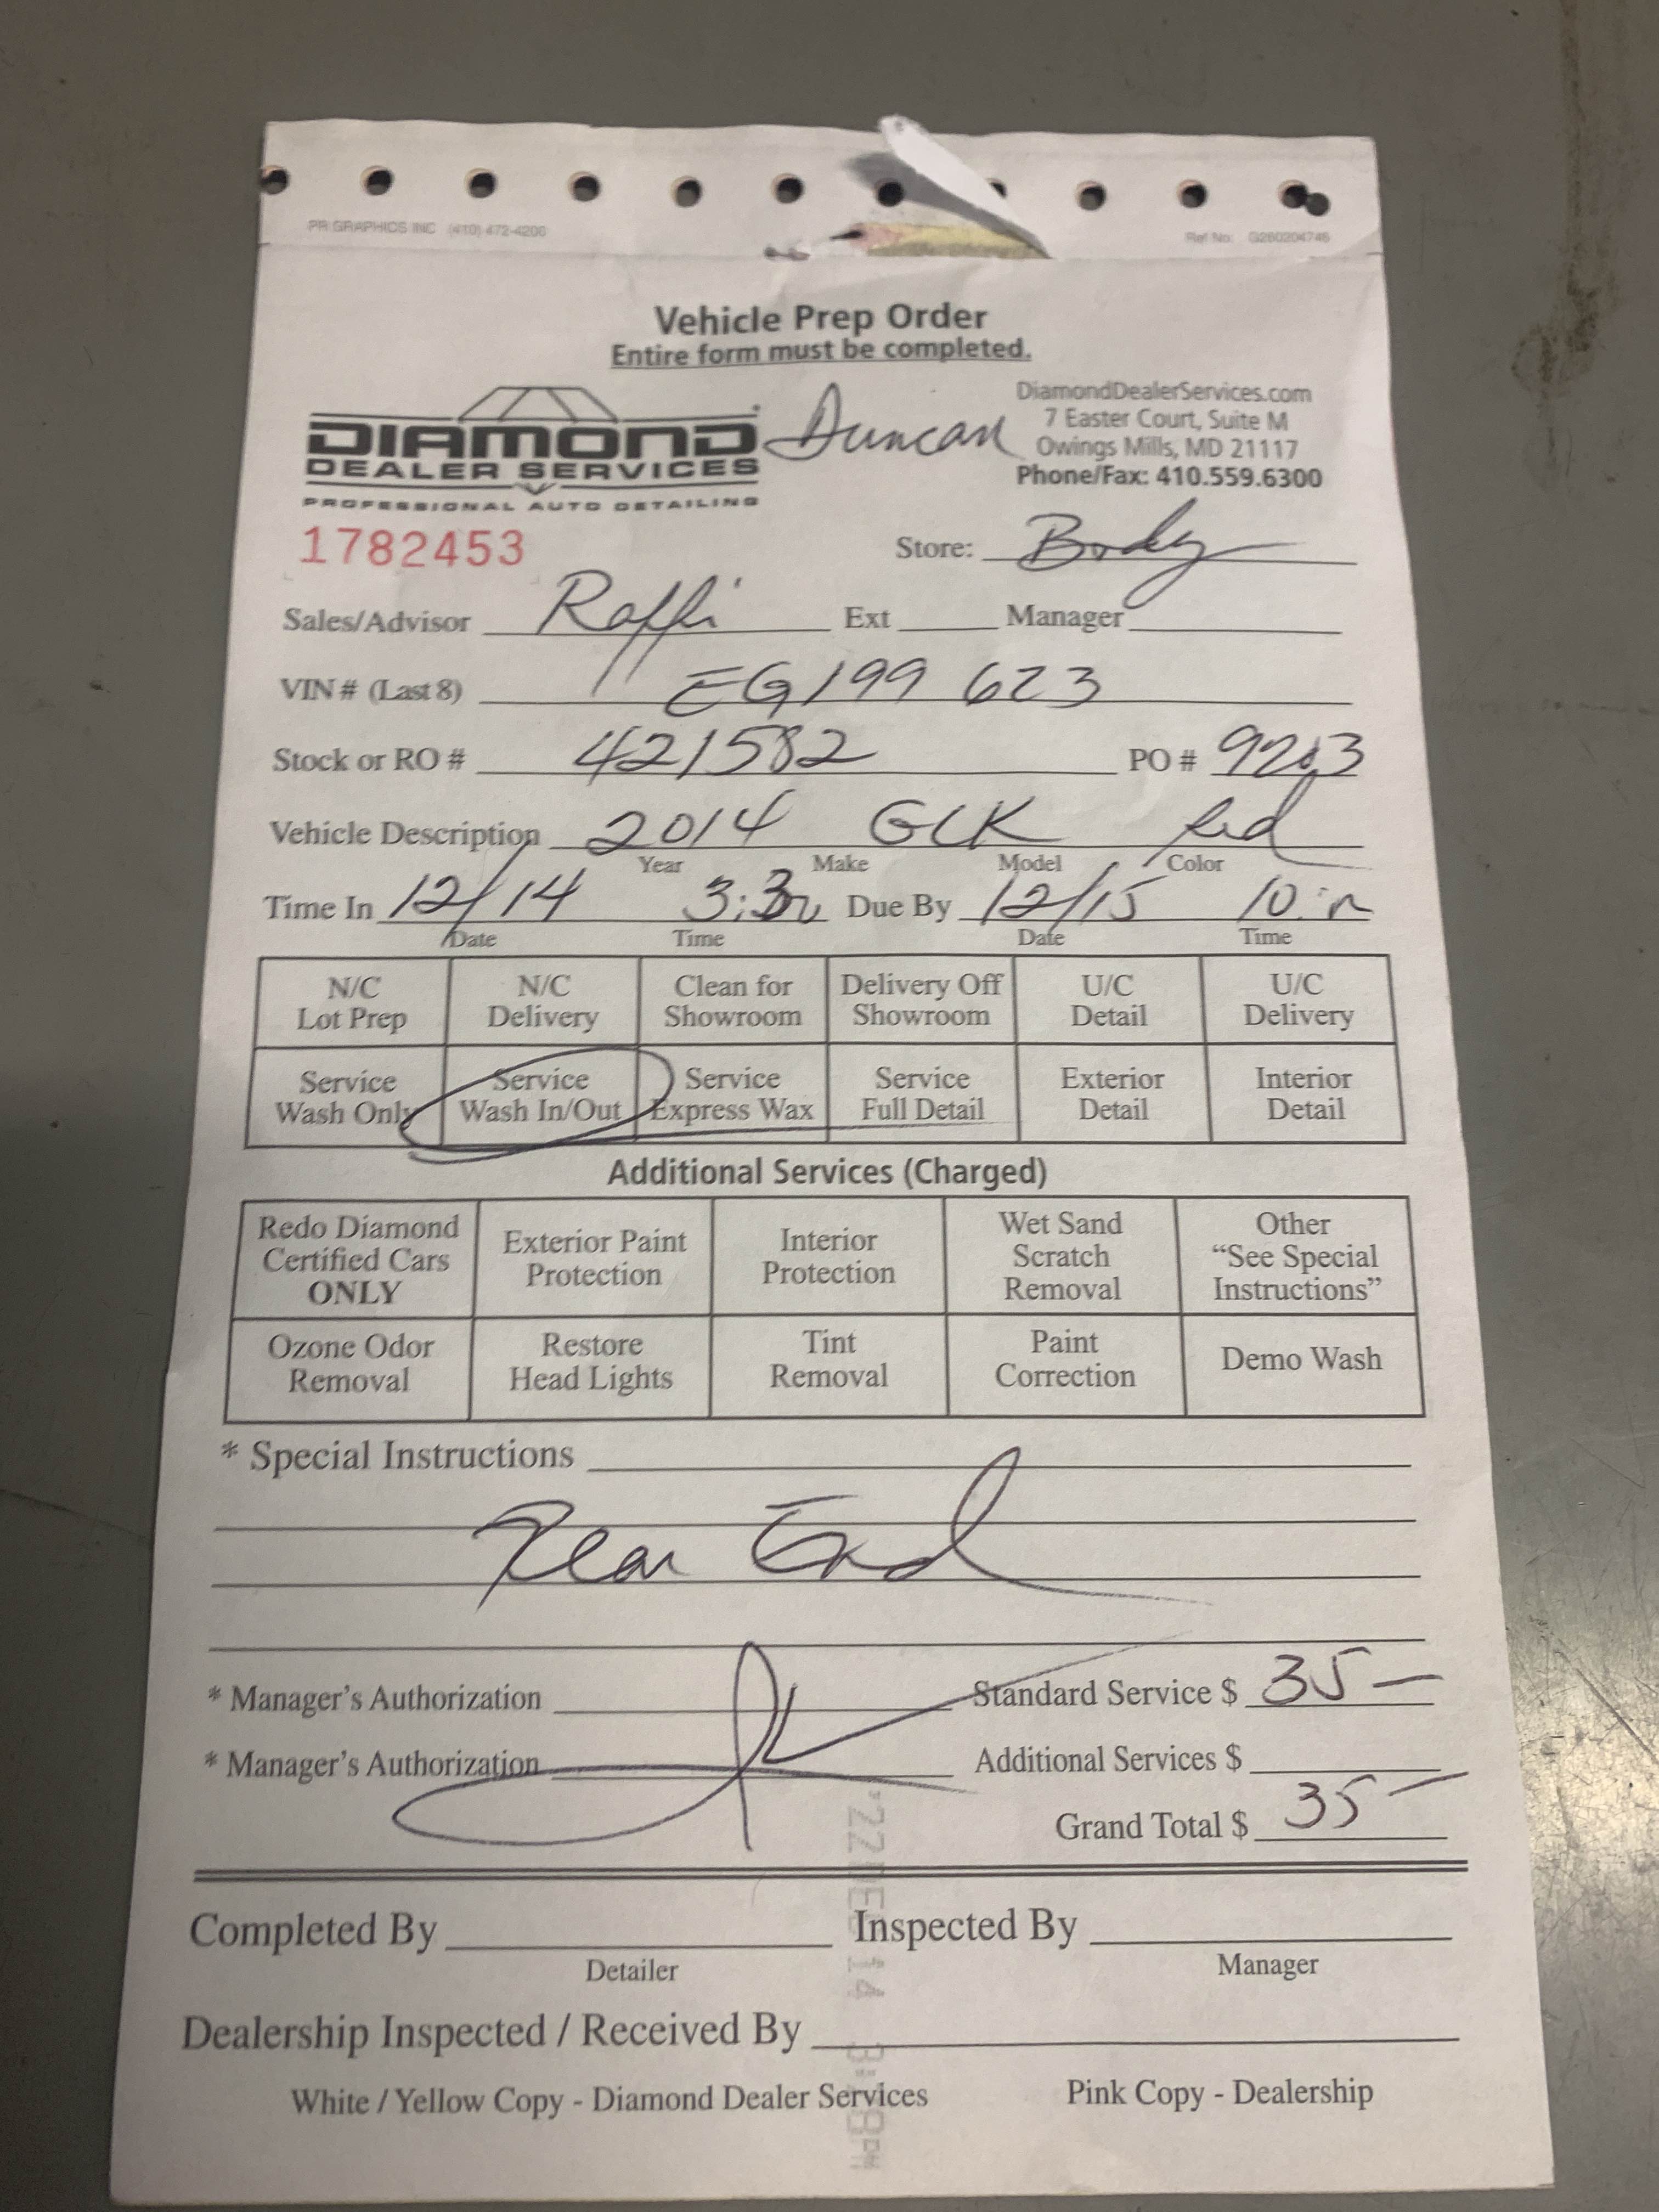 PR GRAPHICS INC (410) 472-4206 Ref No: G260204746
Vehicle Prep Order
Entire form must be completed.
DIAMOND
DEALER SERVICES
PROFESSIONAL AUTO DETAILING
Duncan
DiamondDealerServices.com
7 Easter Court, Suite M
Owings Mills, MD 21117
Phone/Fax: 410.559.6300
1782453
Store: Body
Sales/Advisor Raffi Ext Manager
VIN # (Last 8) EG199 623
Stock or RO # 421582 PO # 9203
Vehicle Description 2014 GLK Red
Year Make Model Color
Time In 12/14 3:30 Due By 12/15
Date Time Date Time
N/C Lot Prep
N/C Delivery
Clean for Showroom
Delivery Off Showroom
U/C Detail
U/C Delivery
Service Wash Only
Service Wash In/Out
Service Express Wax
Service Full Detail
Exterior Detail
Interior Detail
Additional Services (Charged)
Redo Diamond Certified Cars ONLY
Exterior Paint Protection
Interior Protection
Wet Sand Scratch Removal
Other "See Special Instructions"
Ozone Odor Removal
Restore Head Lights
Tint Removal
Paint Correction
Demo Wash
* Special Instructions
Rear End
* Manager's Authorization Standard Service $ 35 —
* Manager's Authorization Additional Services $
Grand Total $ 35 —
Completed By Inspected By
Detailer Manager
Dealership Inspected / Received By
White / Yellow Copy - Diamond Dealer Services Pink Copy - Dealership